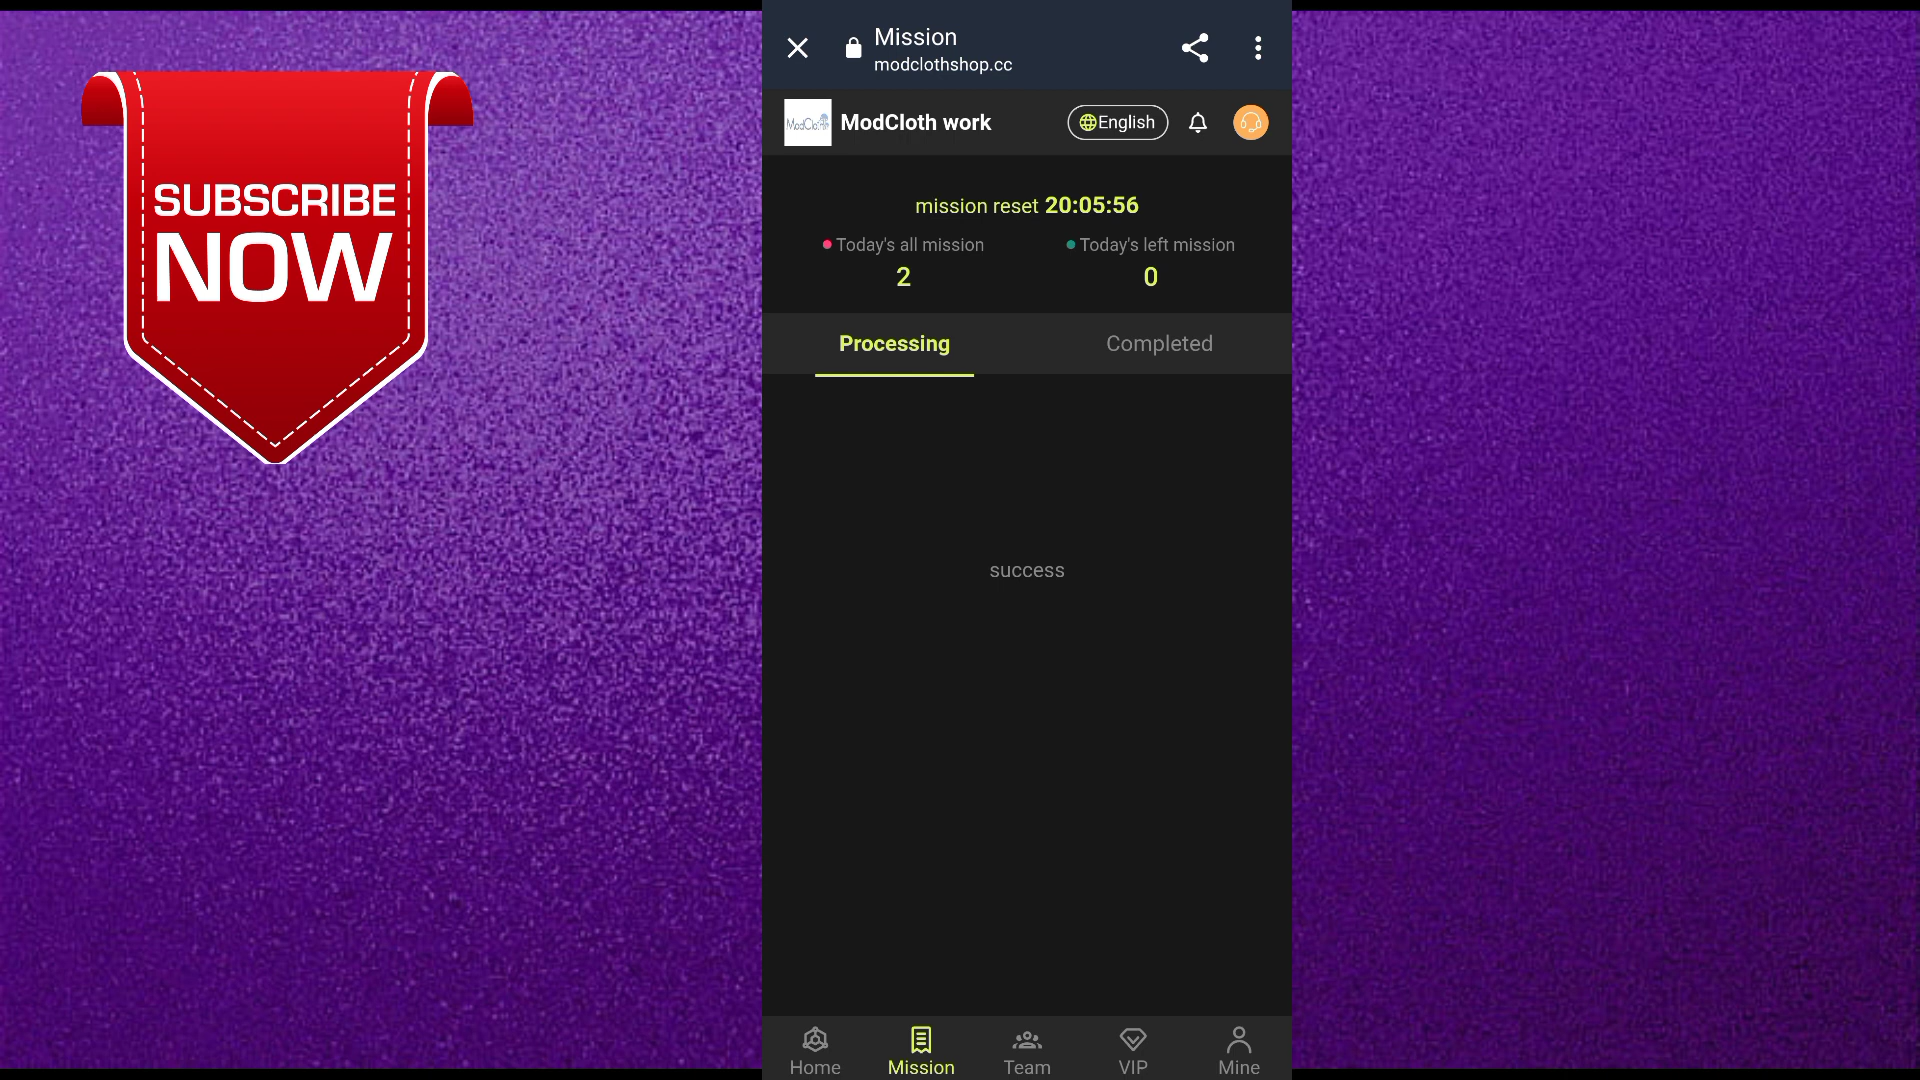 SUBSCRIBE
NOW
Mission
modclothshop.cc
ModCloth
ModCloth work
English
mission reset 20:05:56
Today's all mission
Today's left mission
2
0
Processing
Completed
success
Home
Mission
Team
VIP
Mine